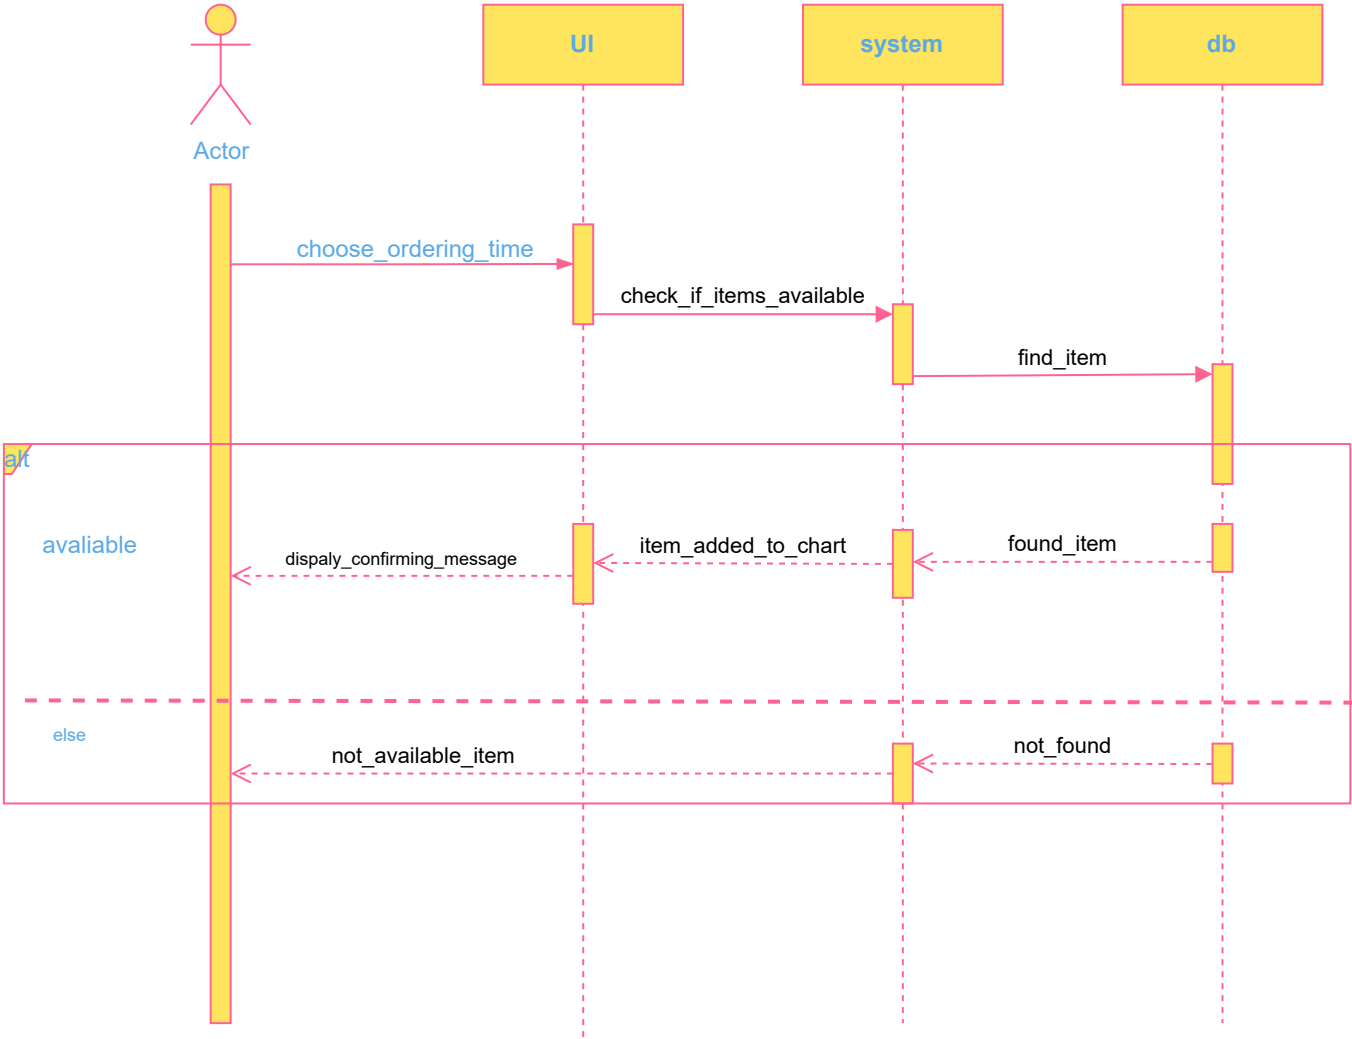 UI
system
db
Actor
choose_ordering_time
check_if_items_available
find_item
alt
avaliable
dispaly_confirming_message
item_added_to_chart
found_item
else
not_available_item
not_found